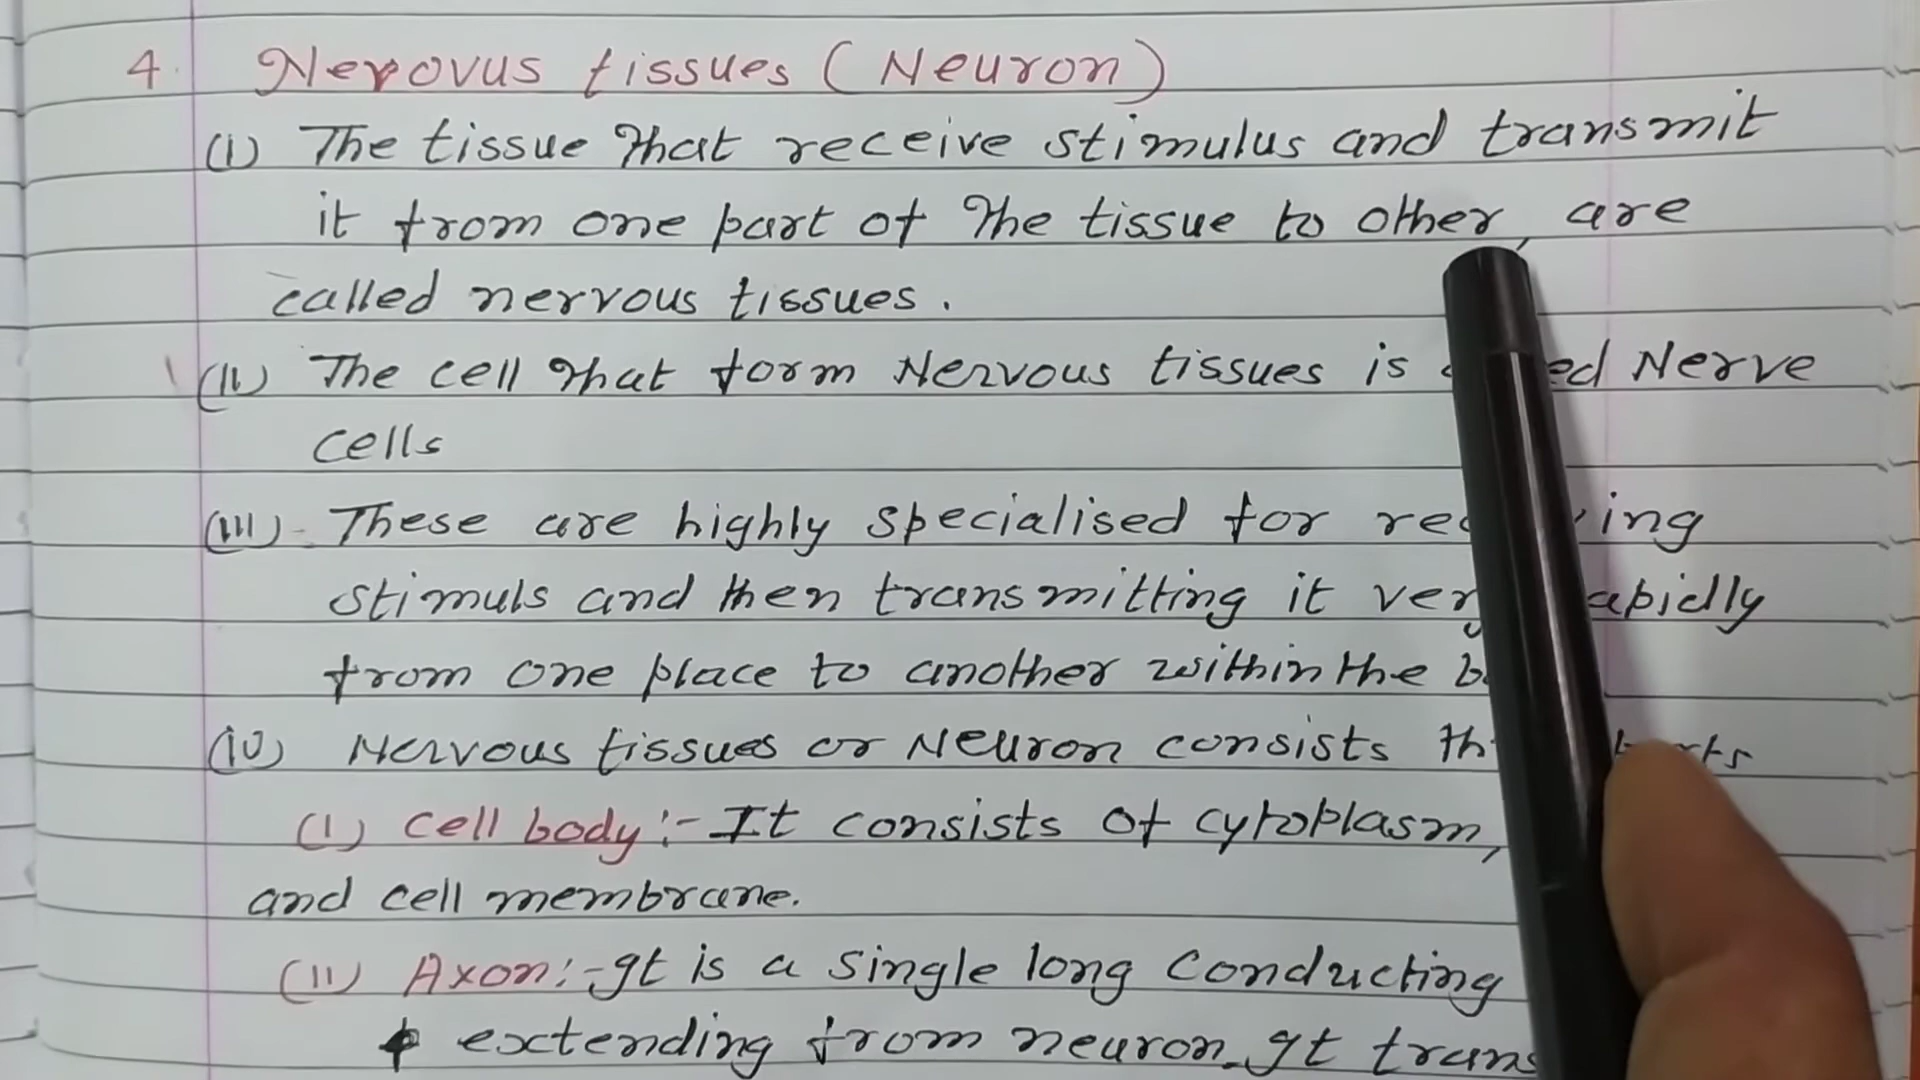 4. Nervovus tissues (Neuron)
(I) The tissue that receive stimulus and transmit
it from one part of the tissue to other, are
called nervous tissues.
(II) The cell that form Nervous tissues is Nerve
cells
(III) These are highly specialised for
stimuls and then transmitting it
from one place to another within the
(IV) Nervous tissues or Neuron consists
(I) Cell body :- It consists of cytoplasm,
and cell membrane.
(II) Axon :- It is a single long conducting
extending from neuron. It